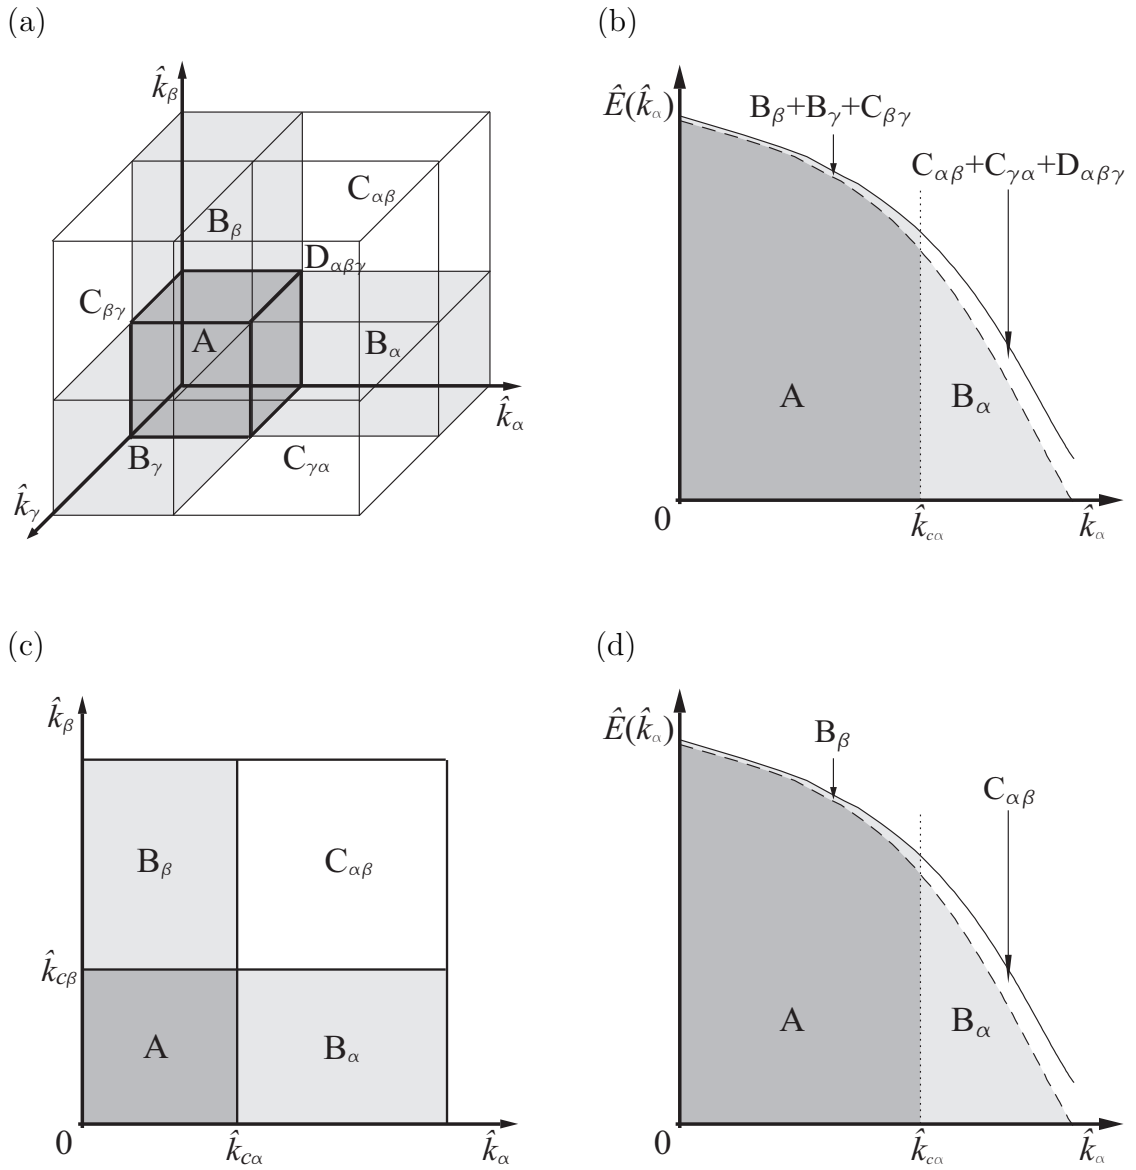 (a)
k̂β
Cαβ
Bβ
Dαβγ
Cβγ
A
Bα
k̂α
Bγ
Cγα
k̂γ
(b)
Ê(k̂α)
Bβ+Bγ+Cβγ
Cαβ+Cγα+Dαβγ
A
Bα
0
k̂cα
k̂α
(c)
k̂β
Bβ
Cαβ
k̂cβ
A
Bα
0
k̂cα
k̂α
(d)
Ê(k̂α)
Bβ
Cαβ
A
Bα
0
k̂cα
k̂α